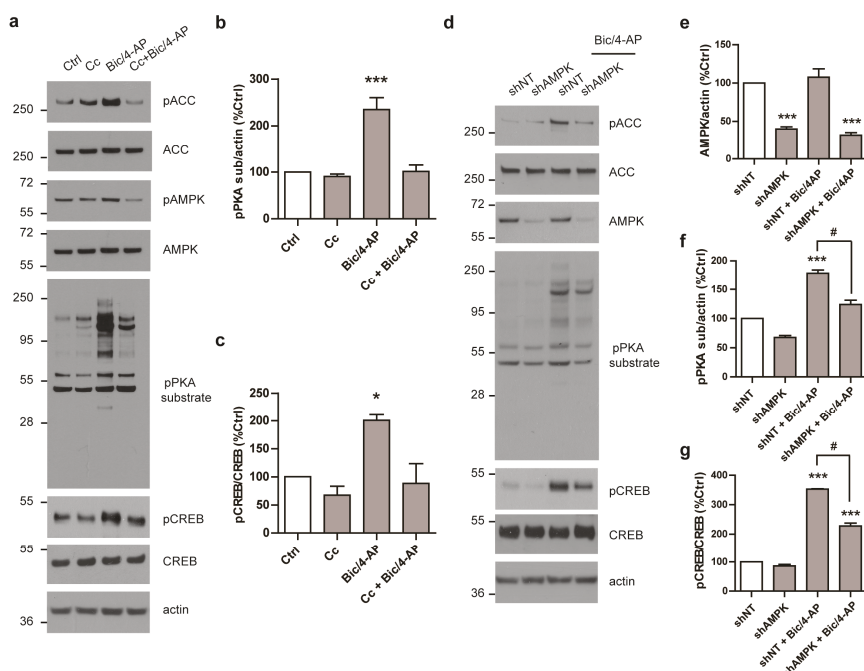 a
Ctrl
Cc
Bic/4-AP
Cc+Bic/4-AP
250
pACC
250
ACC
72
55
pAMPK
72
55
AMPK
250
95
55
28
pPKA
substrate
55
pCREB
55
CREB
36
actin
b
pPKA sub/actin (%Ctrl)
300
200
100
0
***
Ctrl
Cc
Bic/4-AP
Cc + Bic/4-AP
c
pCREB/CREB (%Ctrl)
200
150
100
50
0
*
Ctrl
Cc
Bic/4-AP
Cc + Bic/4-AP
d
Bic/4-AP
shNT
shAMPK
shNT
shAMPK
250
pACC
250
ACC
72
55
AMPK
250
95
55
28
pPKA
substrate
55
pCREB
55
CREB
36
actin
e
AMPK/actin (%Ctrl)
150
100
50
0
***
***
shNT
shAMPK
shNT + Bic/4AP
shAMPK + Bic/4AP
f
pPKA sub/actin (%Ctrl)
200
150
100
50
0
***
#
shNT
shAMPK
shNT + Bic/4-AP
shAMPK + Bic/4-AP
g
pCREB/CREB (%Ctrl)
400
300
200
100
0
***
#
***
shNT
shAMPK
shNT + Bic/4-AP
shAMPK + Bic/4-AP